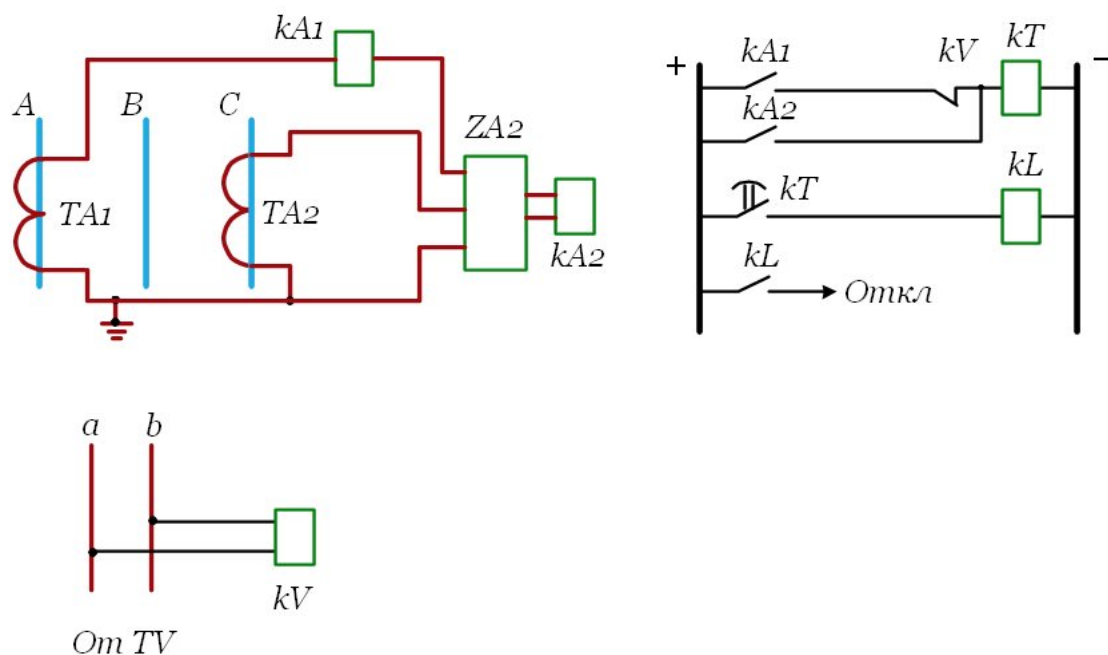 kA1
A B C
ZA2
TA1 TA2
kA2
+ kA1 kV kT −
kA2
kT kL
kL
Откл
a b
kV
От TV